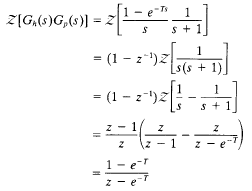 𝒵[G_h(s)G_p(s)] = 𝒵[ (1 − e^{−Ts})/s · 1/(s + 1) ]
= (1 − z^{−1})𝒵[ 1/(s(s + 1)) ]
= (1 − z^{−1})𝒵[ 1/s − 1/(s + 1) ]
= (z − 1)/z ( z/(z − 1) − z/(z − e^{−T}) )
= (1 − e^{−T})/(z − e^{−T})